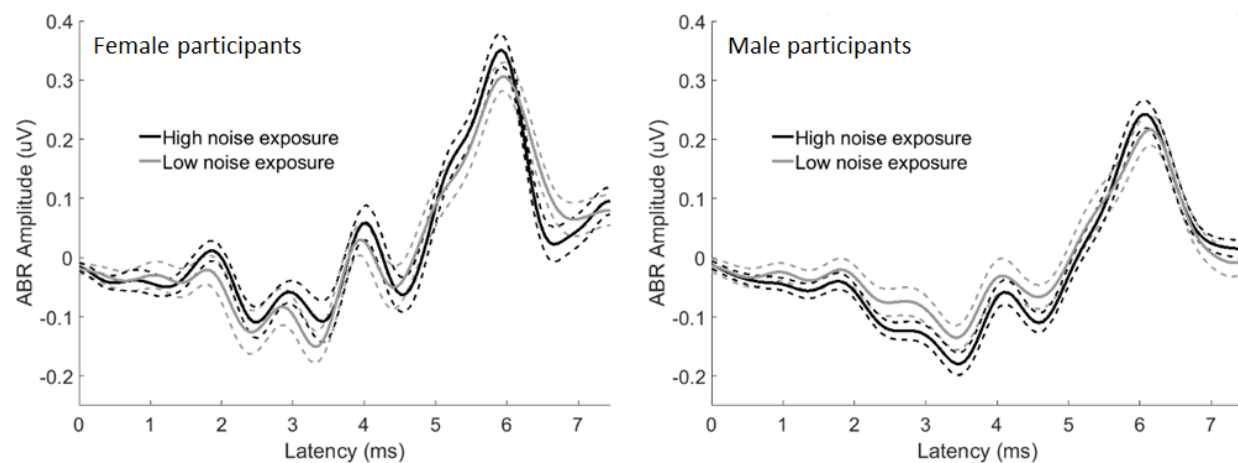 Female participants
High noise exposure
Low noise exposure
ABR Amplitude (uV)
0.4
0.3
0.2
0.1
0
-0.1
-0.2
0 1 2 3 4 5 6 7
Latency (ms)
Male participants
High noise exposure
Low noise exposure
ABR Amplitude (uV)
0.4
0.3
0.2
0.1
0
-0.1
-0.2
0 1 2 3 4 5 6 7
Latency (ms)